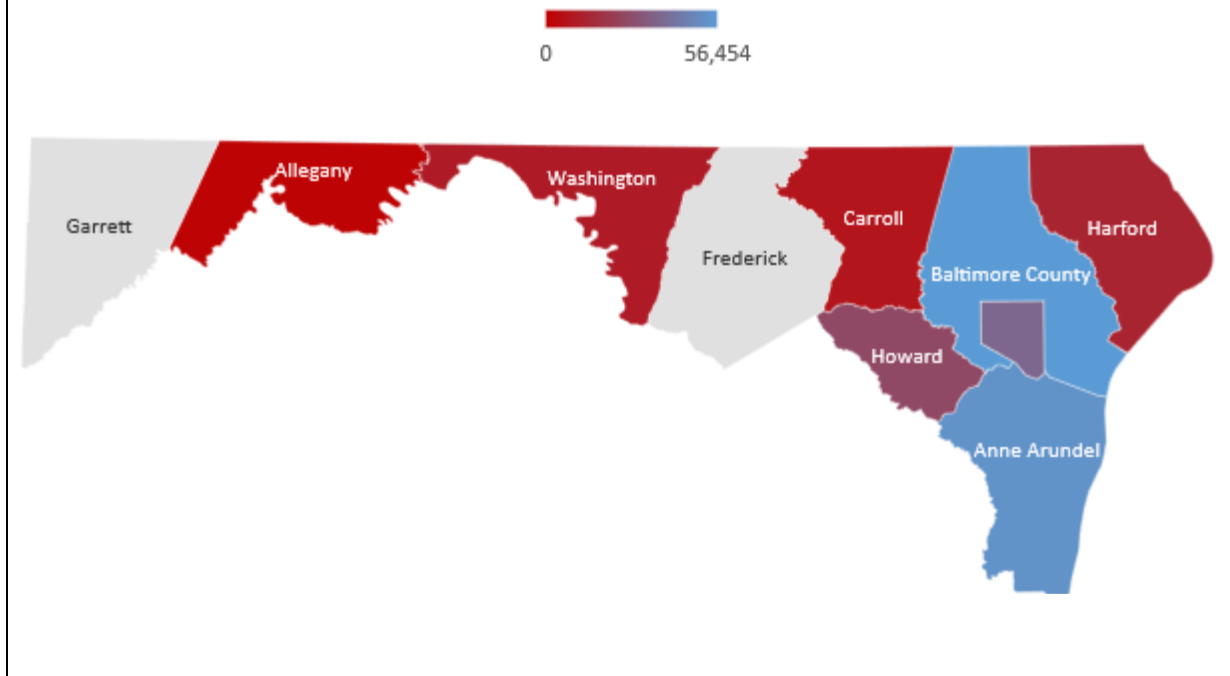 0 56,454
Allegany
Washington
Garrett
Carroll
Harford
Frederick
Baltimore County
Howard
Anne Arundel